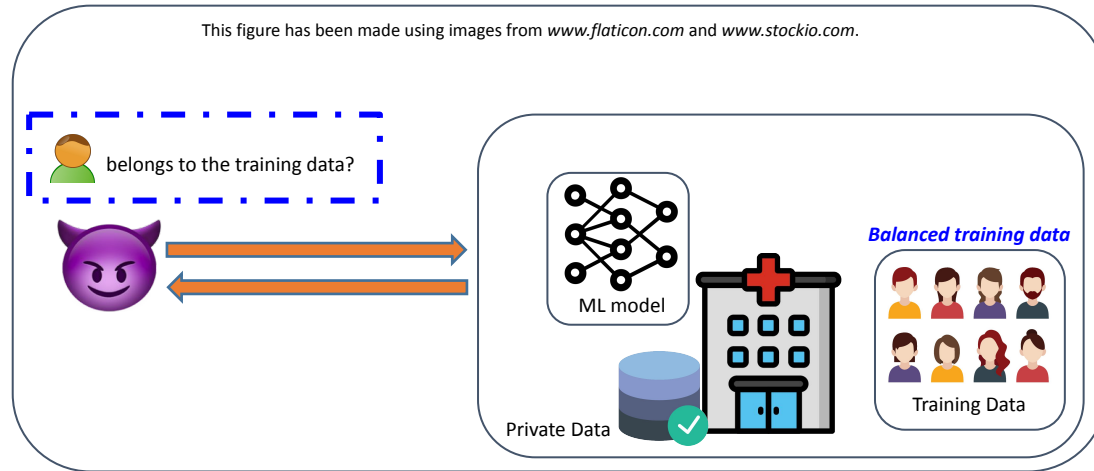 This figure has been made using images from www.flaticon.com and www.stockio.com.
belongs to the training data?
Balanced training data
ML model
Training Data
Private Data